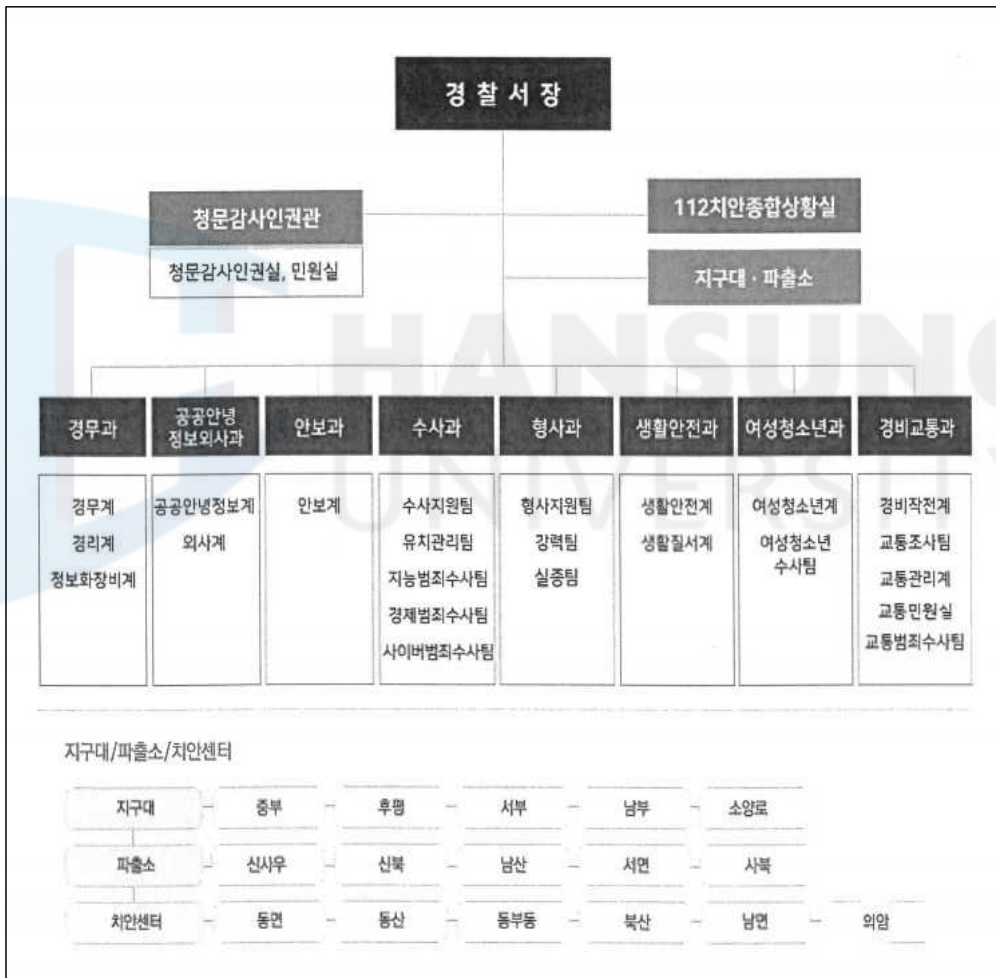 경찰서장
청문감사인권관
청문감사인권실, 민원실
112치안종합상황실
지구대·파출소
HANSUNG
UNIVERSITY
경무과
경무계
경리계
정보화장비계
공공안녕
정보외사과
공공안녕정보계
외사계
안보과
안보계
수사과
수사지원팀
유치관리팀
지능범죄수사팀
경제범죄수사팀
사이버범죄수사팀
형사과
형사지원팀
강력팀
실종팀
생활안전과
생활안전계
생활질서계
여성청소년과
여성청소년계
여성청소년
수사팀
경비교통과
경비작전계
교통조사팀
교통관리계
교통민원실
교통범죄수사팀
지구대/파출소/치안센터
지구대 중부 후평 서부 남부 소양로
파출소 신사우 신북 남산 서면 사북
치안센터 동면 동산 동부동 북산 남면 의암